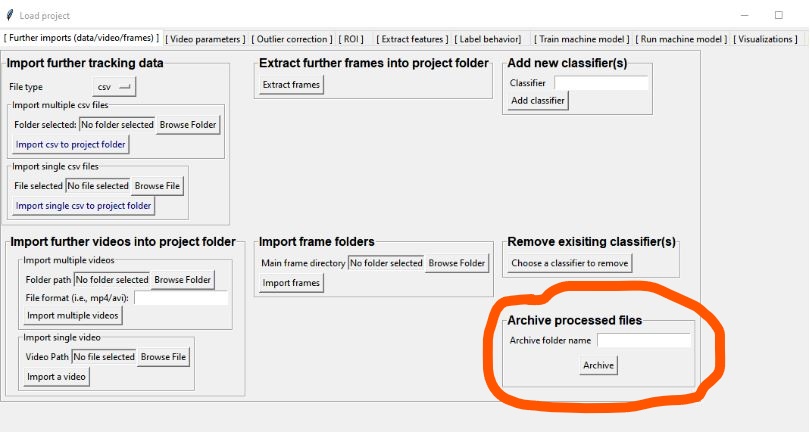 Load project
[ Further imports (data/video/frames) ] [ Video parameters ] [ Outlier correction ] [ ROI ] [ Extract features ] [ Label behavior] [ Train machine model ] [ Run machine model ] [ Visualizations ]
Import further tracking data
File type csv
Import multiple csv files
Folder selected: No folder selected Browse Folder
Import csv to project folder
Import single csv files
File selected No file selected Browse File
Import single csv to project folder
Extract further frames into project folder
Extract frames
Add new classifier(s)
Classifier
Add classifier
Import further videos into project folder
Import multiple videos
Folder path No folder selected Browse Folder
File format (i.e., mp4/avi):
Import multiple videos
Import single video
Video Path No file selected Browse File
Import a video
Import frame folders
Main frame directory No folder selected Browse Folder
Import frames
Remove exisiting classifier(s)
Choose a classifier to remove
Archive processed files
Archive folder name
Archive